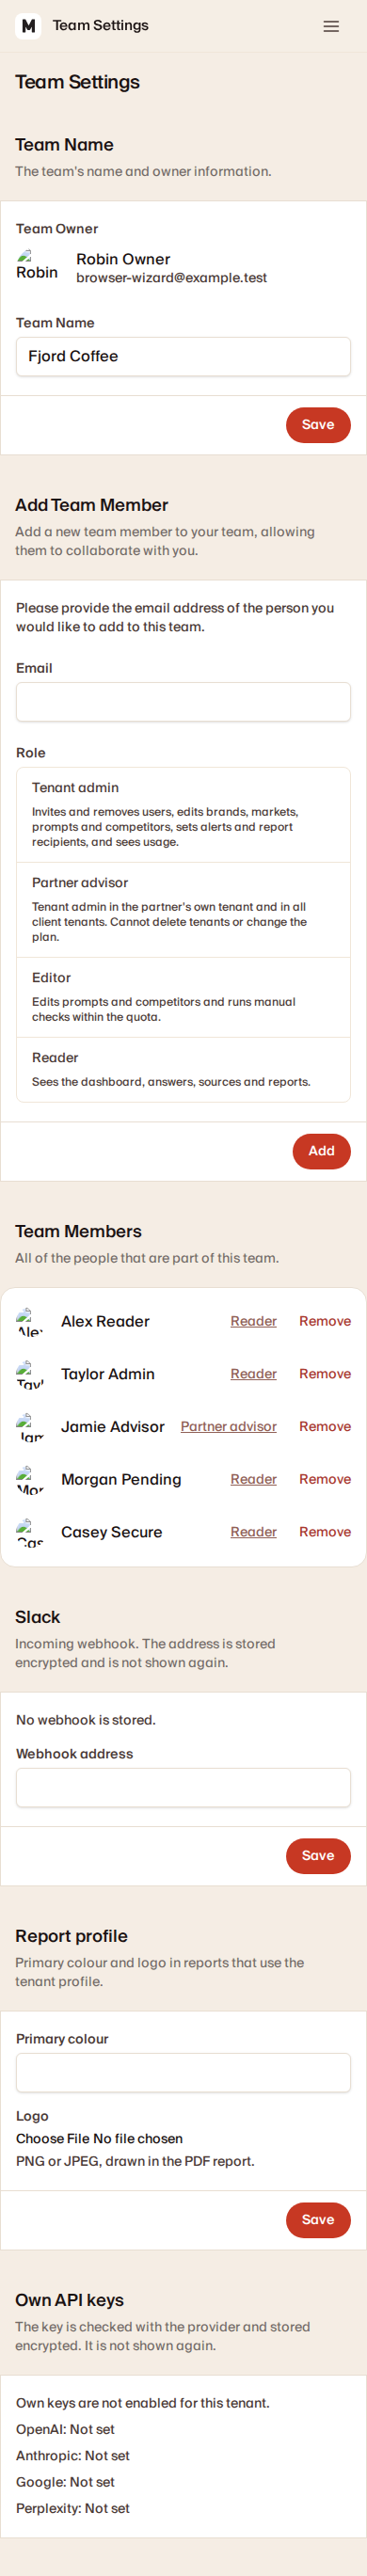 M Team Settings
Team Settings
Team Name
The team's name and owner information.
Team Owner
Robin
Robin Owner
browser-wizard@example.test
Team Name
Fjord Coffee
Save
Add Team Member
Add a new team member to your team, allowing
them to collaborate with you.
Please provide the email address of the person you
would like to add to this team.
Email
Role
Tenant admin
Invites and removes users, edits brands, markets,
prompts and competitors, sets alerts and report
recipients, and sees usage.
Partner advisor
Tenant admin in the partner's own tenant and in all
client tenants. Cannot delete tenants or change the
plan.
Editor
Edits prompts and competitors and runs manual
checks within the quota.
Reader
Sees the dashboard, answers, sources and reports.
Add
Team Members
All of the people that are part of this team.
Alex Reader Reader Remove
Taylor Admin Reader Remove
Jamie Advisor Partner advisor Remove
Morgan Pending Reader Remove
Casey Secure Reader Remove
Slack
Incoming webhook. The address is stored
encrypted and is not shown again.
No webhook is stored.
Webhook address
Save
Report profile
Primary colour and logo in reports that use the
tenant profile.
Primary colour
Logo
Choose File No file chosen
PNG or JPEG, drawn in the PDF report.
Save
Own API keys
The key is checked with the provider and stored
encrypted. It is not shown again.
Own keys are not enabled for this tenant.
OpenAI: Not set
Anthropic: Not set
Google: Not set
Perplexity: Not set